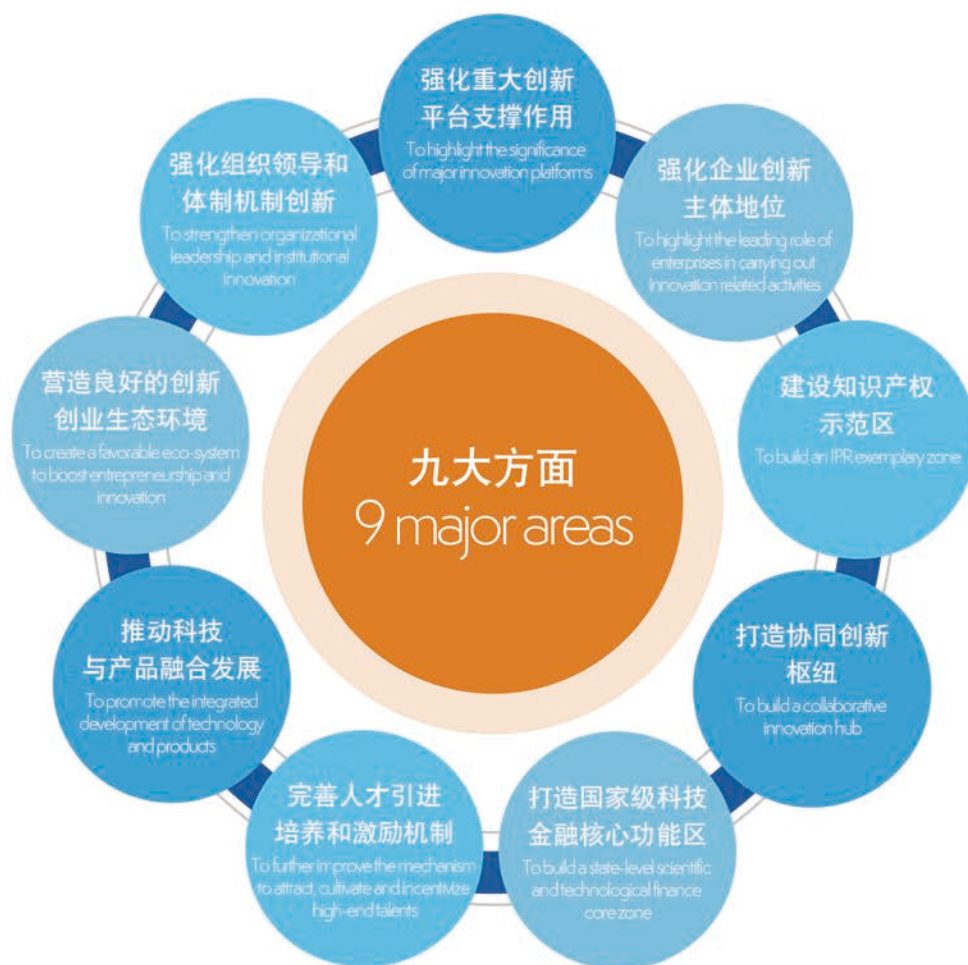 强化重大创新
平台支撑作用
To highlight the significance
of major innovation platforms
强化企业创新
主体地位
To highlight the leading role of
enterprises in carrying out
innovation related activities
建设知识产权
示范区
To build an IPR exemplary zone
打造协同创新
枢纽
To build a collaborative
innovation hub
打造国家级科技
金融核心功能区
To build a state-level scientific
and technological finance
core zone
完善人才引进
培养和激励机制
To further improve the mechanism
to attract, cultivate and incentivize
high-end talents
推动科技
与产品融合发展
To promote the integrated
development of technology
and products
营造良好的创新
创业生态环境
To create a favorable eco-system
to boost entrepreneurship and
innovation
强化组织领导和
体制机制创新
To strengthen organizational
leadership and institutional
innovation
九大方面
9 major areas